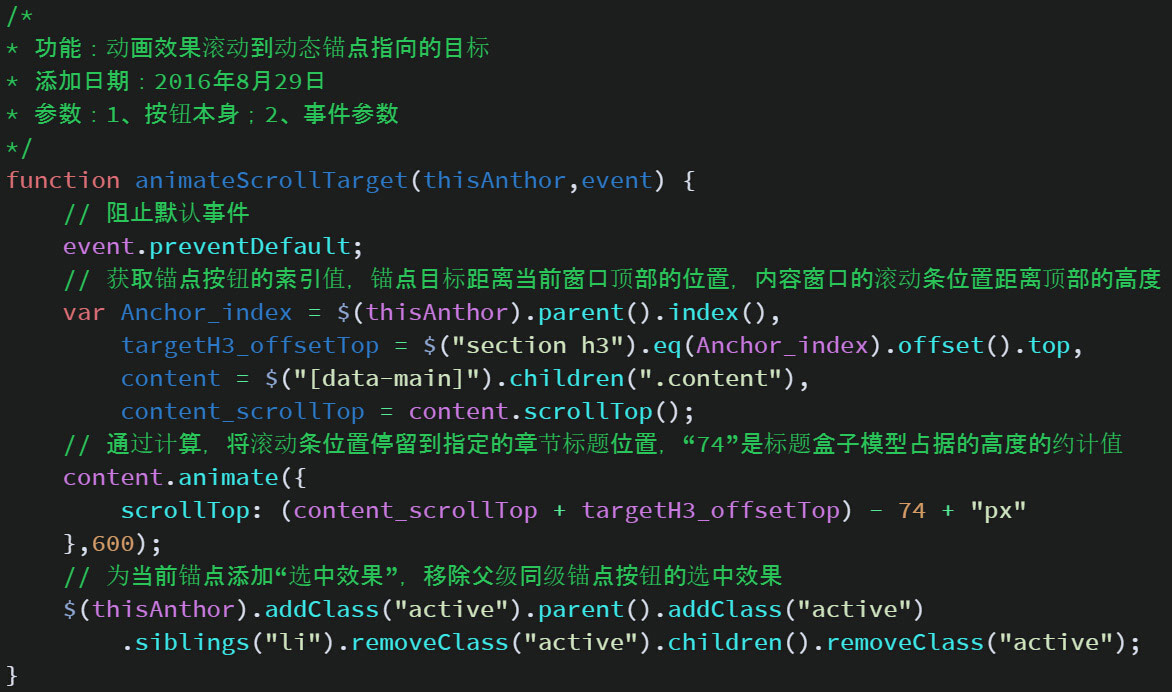 /*
* 功能：动画效果滚动到动态锚点指向的目标
* 添加日期：2016年8月29日
* 参数：1、按钮本身；2、事件参数
*/
function animateScrollTarget(thisAnthor,event) {
    // 阻止默认事件
    event.preventDefault;
    // 获取锚点按钮的索引值，锚点目标距离当前窗口顶部的位置，内容窗口的滚动条位置距离顶部的高度
    var Anchor_index = $(thisAnthor).parent().index(),
        targetH3_offsetTop = $("section h3").eq(Anchor_index).offset().top,
        content = $("[data-main]").children(".content"),
        content_scrollTop = content.scrollTop();
    // 通过计算，将滚动条位置停留到指定的章节标题位置，“74”是标题盒子模型占据的高度的约计值
    content.animate({
        scrollTop: (content_scrollTop + targetH3_offsetTop) - 74 + "px"
    },600);
    // 为当前锚点添加“选中效果”，移除父级同级锚点按钮的选中效果
    $(thisAnthor).addClass("active").parent().addClass("active")
        .siblings("li").removeClass("active").children().removeClass("active");
}